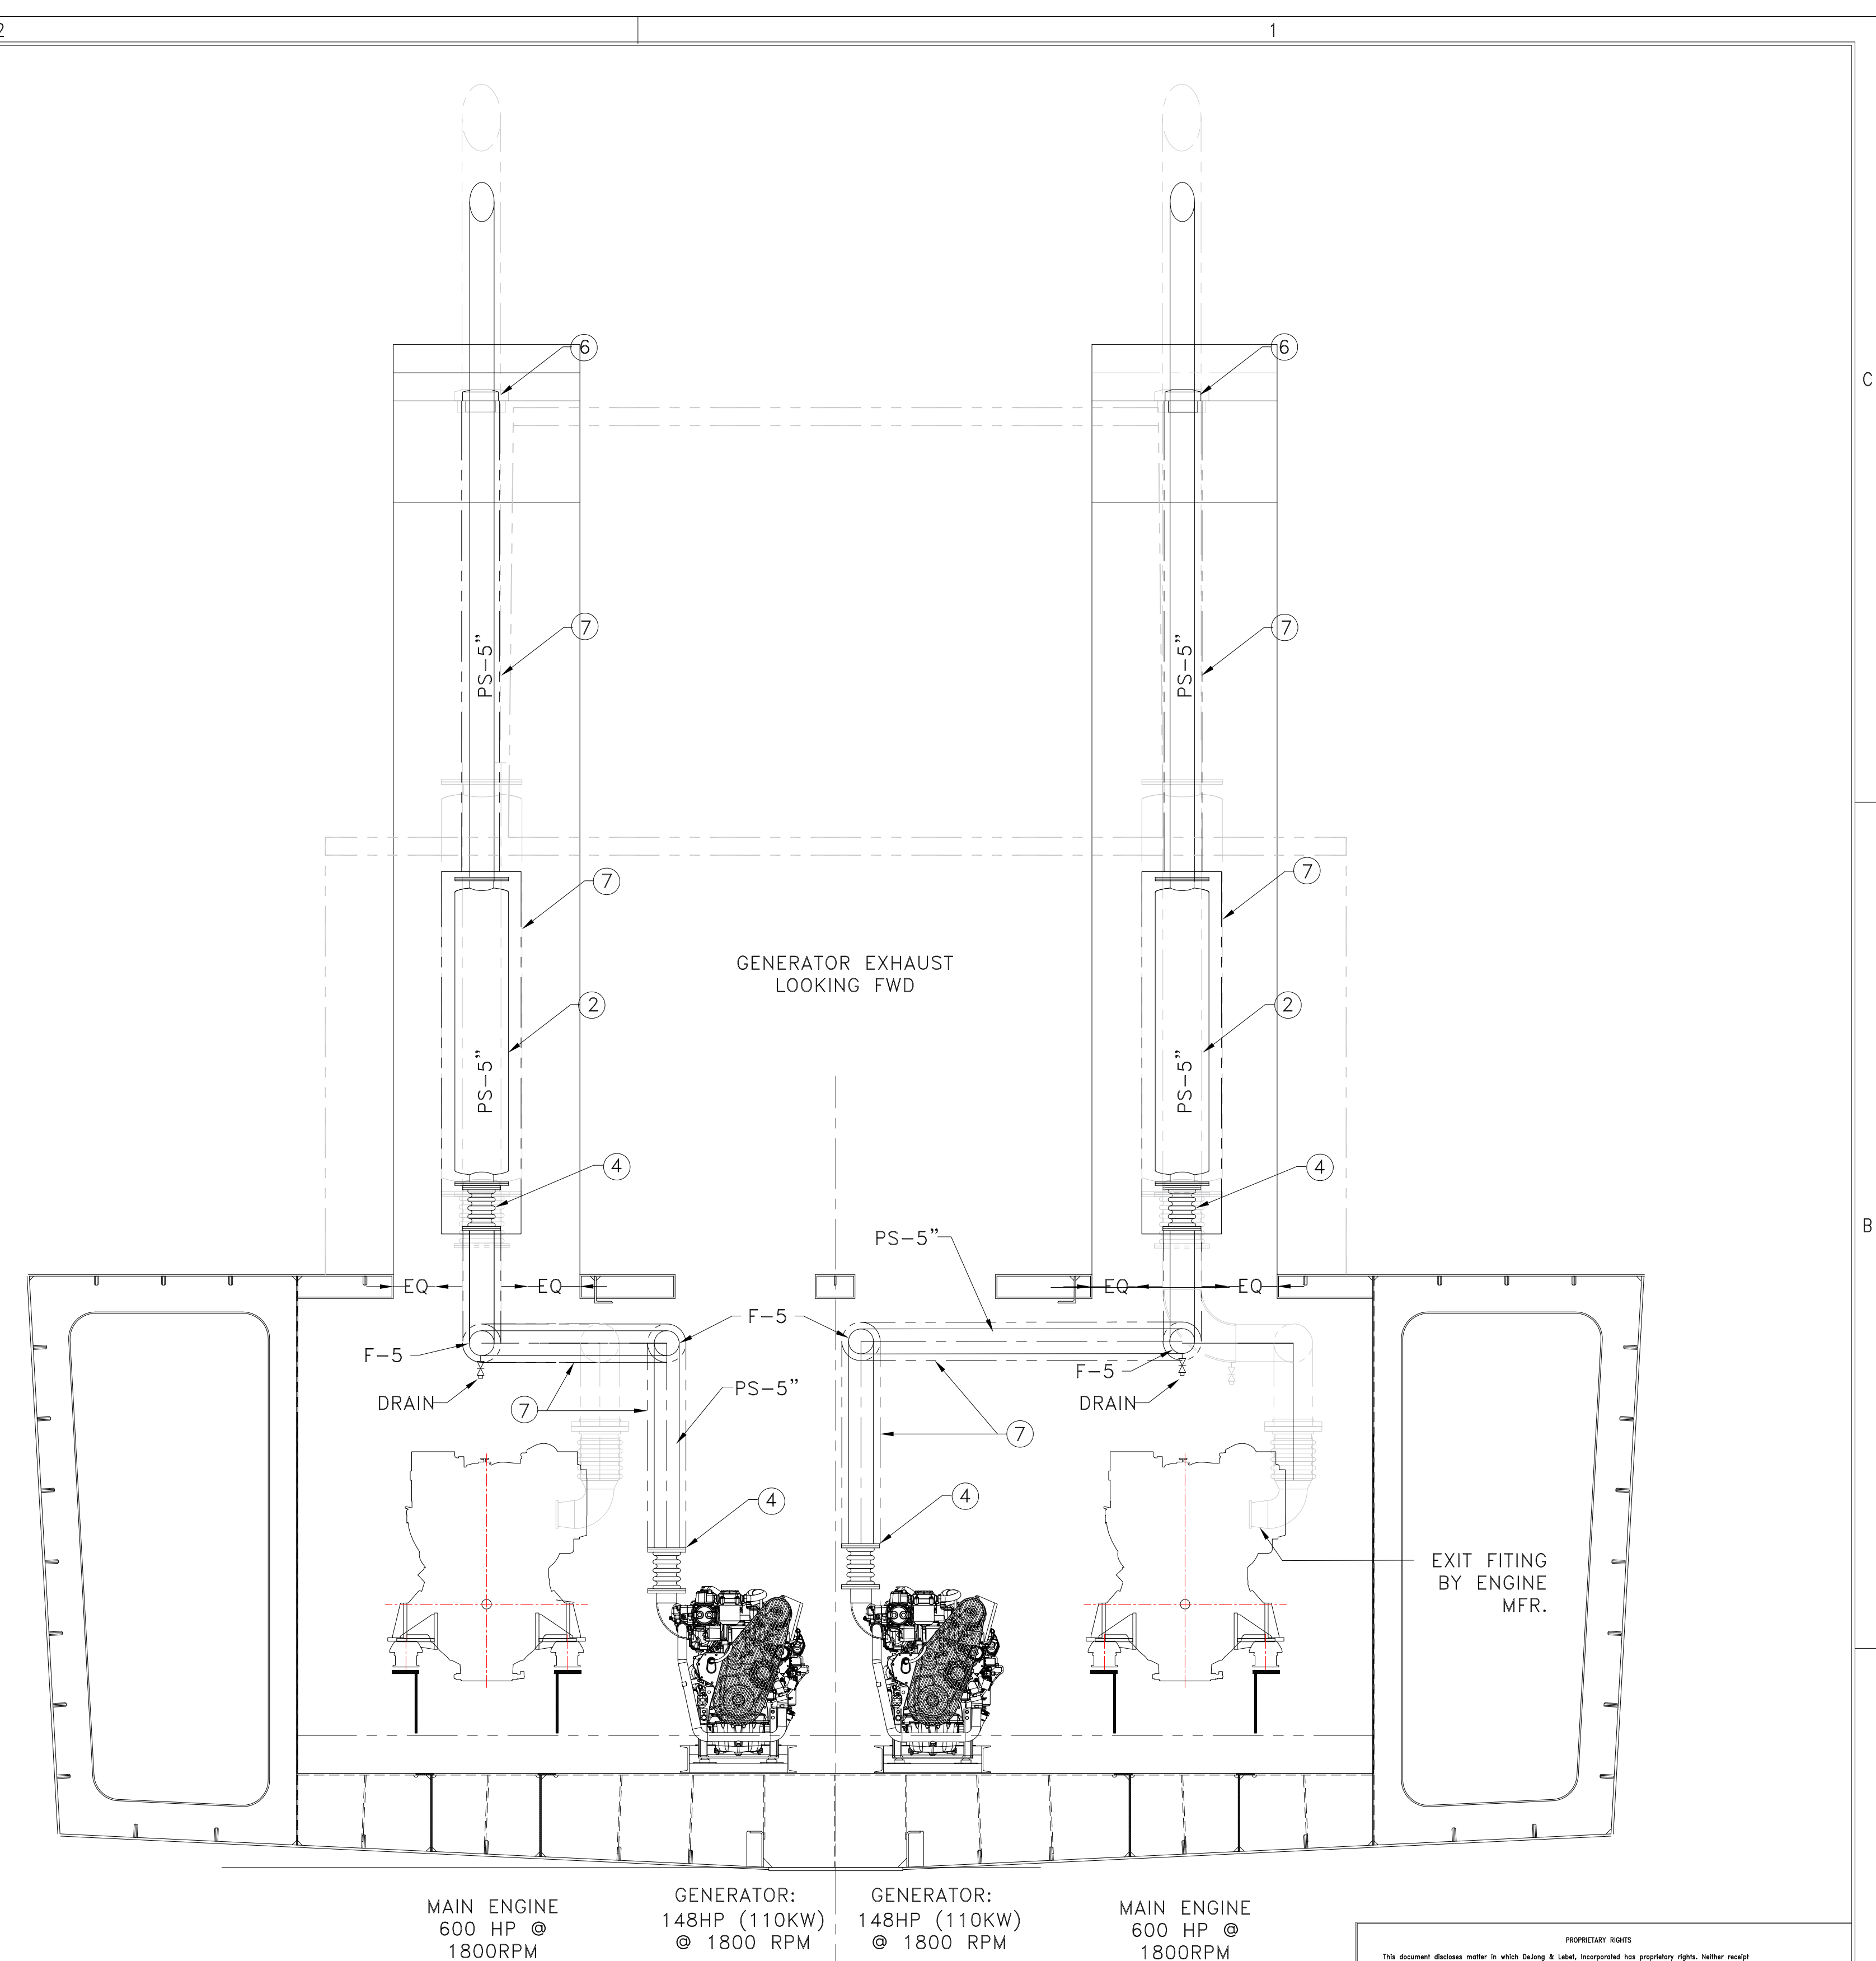 2
1
6
6
C
PS-5"
7
PS-5"
7
7
7
GENERATOR EXHAUST
LOOKING FWD
2
2
PS-5"
PS-5"
4
4
PS-5"
B
EQ
EQ
EQ
EQ
F-5
F-5
F-5
DRAIN
7
PS-5"
DRAIN
7
4
4
EXIT FITING
BY ENGINE
MFR.
MAIN ENGINE
600 HP @
1800RPM
GENERATOR:
148HP (110KW)
@ 1800 RPM
GENERATOR:
148HP (110KW)
@ 1800 RPM
MAIN ENGINE
600 HP @
1800RPM
PROPRIETARY RIGHTS
This document discloses matter in which DeJong & Lebet, Incorporated has proprietary rights. Neither receipt